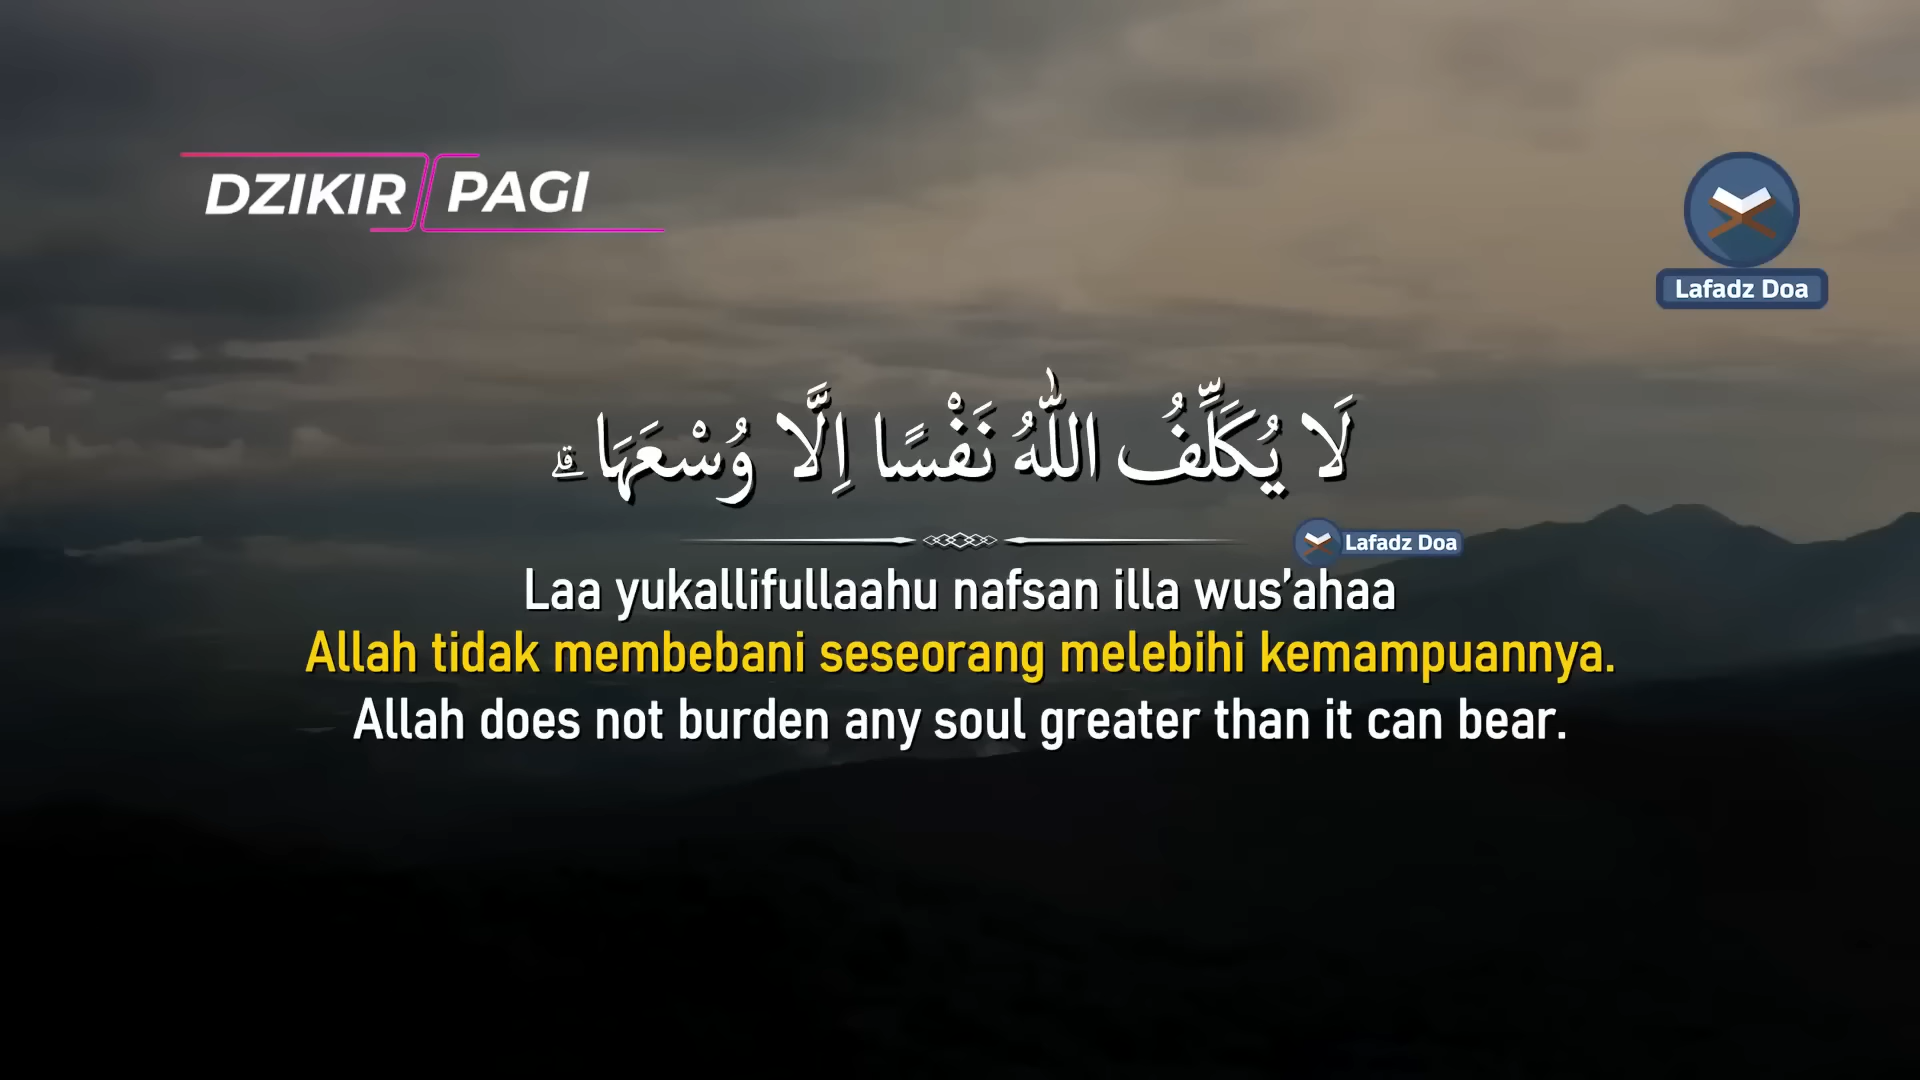 DZIKIR PAGI
Lafadz Doa
لَا يُكَلِّفُ اللّٰهُ نَفْسًا اِلَّا وُسْعَهَا ۗ
Lafadz Doa
Laa yukallifullaahu nafsan illa wus’ahaa
Allah tidak membebani seseorang melebihi kemampuannya.
Allah does not burden any soul greater than it can bear.